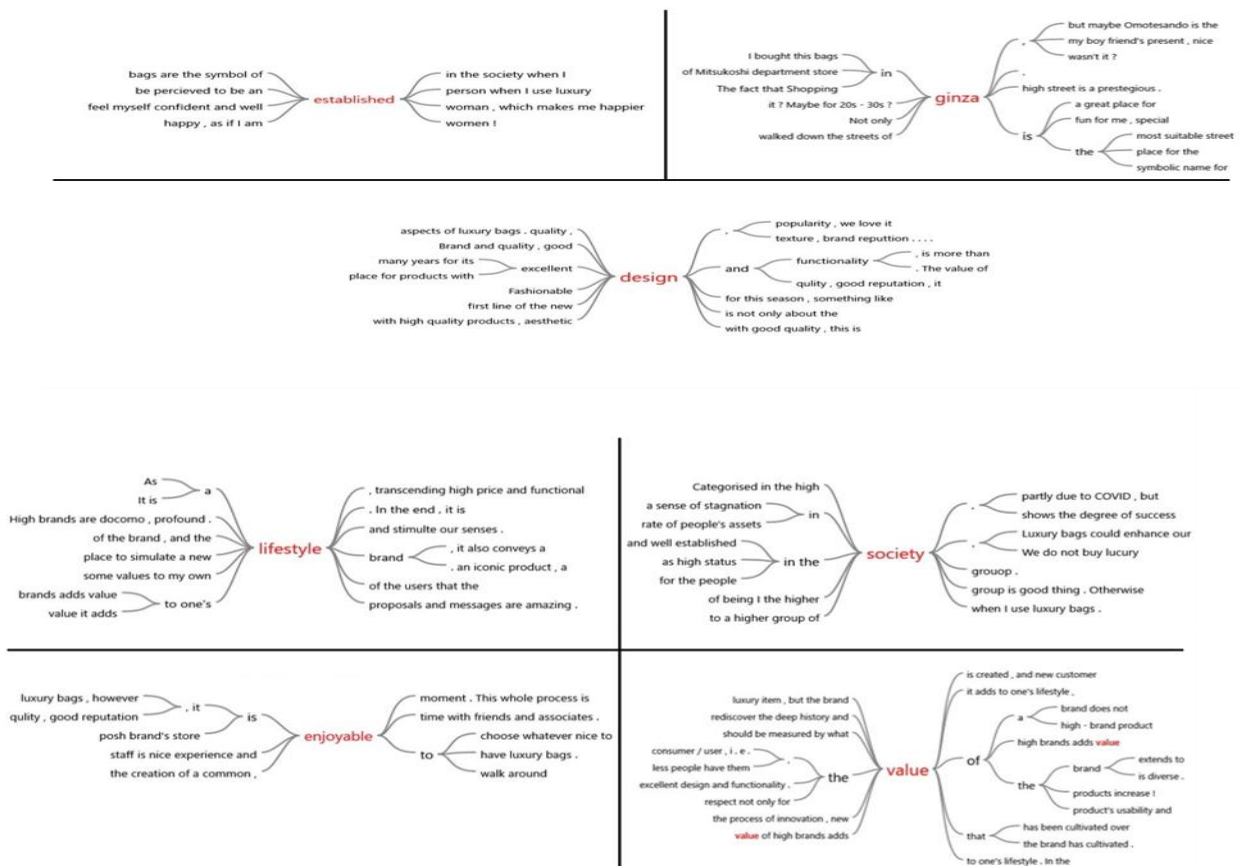 bags are the symbol of
be percieved to be an
feel myself confident and well
happy , as if I am
established
in the society when I
person when I use luxury
woman , which makes me happier
women !
I bought this bags
of Mitsukoshi department store
The fact that Shopping
in
it ? Maybe for 20s - 30s ?
Not only
walked down the streets of
ginza
,
but maybe Omotesando is the
my boy friend's present , nice
wasn't it ?
.
high street is a prestegious .
is
a great place for
fun for me , special
the
most suitable street
place for the
symbolic name for
aspects of luxury bags . quality ,
Brand and quality , good
many years for its
place for products with
excellent
Fashionable
first line of the new
with high quality products , aesthetic
design
,
popularity , we love it
texture , brand reputtion . . . .
and
functionality
, is more than
. The value of
qulity , good reputation , it
for this season , something like
is not only about the
with good quality , this is
As
It is
a
High brands are docomo , profound .
of the brand , and the
place to simulate a new
some values to my own
brands adds value
value it adds
to one's
lifestyle
, transcending high price and functional
. In the end , it is
and stimulte our senses .
brand
, it also conveys a
. an iconic product , a
of the users that the
proposals and messages are amazing .
Categorised in the high
a sense of stagnation
rate of people's assets
in
and well established
as high status
for the people
in the
of being I the higher
to a higher group of
society
,
partly due to COVID , but
shows the degree of success
.
Luxury bags could enhance our
We do not buy lucury
grouop .
group is good thing . Otherwise
when I use luxury bags .
luxury bags , however
qulity , good reputation
, it
posh brand's store
is
staff is nice experience and
the creation of a common ,
enjoyable
moment . This whole process is
time with friends and associates .
to
choose whatever nice to
have luxury bags .
walk around
luxury item , but the brand
rediscover the deep history and
should be measured by what
consumer / user , i . e .
less people have them
.
excellent design and functionality .
respect not only for
the
the process of innovation , new
value of high brands adds
value
is created , and new customer
it adds to one's lifestyle ,
of
a
brand does not
high - brand product
high brands adds value
the
brand
extends to
is diverse .
products increase !
product's usability and
that
has been cultivated over
the brand has cultivated .
to one's lifestyle . In the